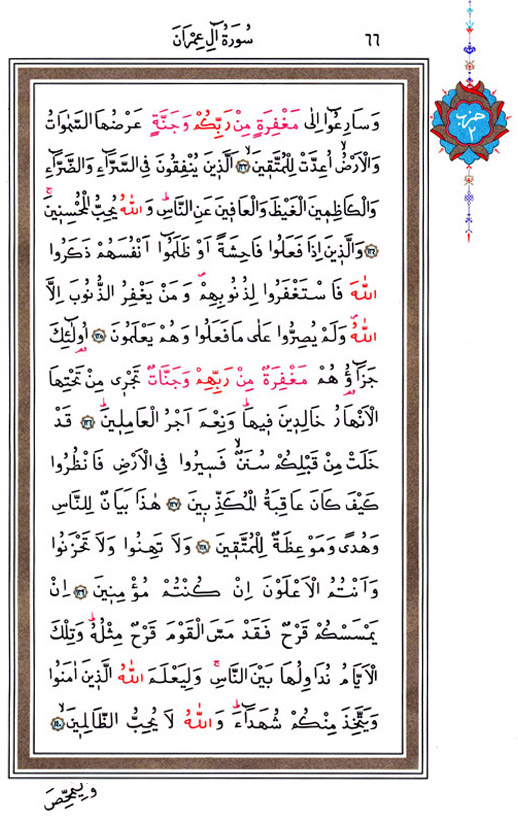 ٦٦
سُورَةُ اٰلِ عِمْرَانَ
حزب
٢
وَسَارِعُٓوا اِلٰى مَغْفِرَةٍ مِنْ رَبِّكُمْ وَجَنَّةٍ عَرْضُهَا السَّمٰوَاتُ
وَالْاَرْضُۙ اُعِدَّتْ لِلْمُتَّقٖينَۙ ﴿١٣٣﴾ اَلَّذٖينَ يُنْفِقُونَ فِى السَّرَّٓاءِ وَالضَّرَّٓاءِ
وَالْكَاظِمٖينَ الْغَيْظَ وَالْعَافٖينَ عَنِ النَّاسِۜ وَاللّٰهُ يُحِبُّ الْمُحْسِنٖينَۚ
﴿١٣٤﴾ وَالَّذٖينَ اِذَا فَعَلُوا فَاحِشَةً اَوْ ظَلَمُٓوا اَنْفُسَهُمْ ذَكَرُوا
اللّٰهَ فَاسْتَغْفَرُوا لِذُنُوبِهِمْۖ وَمَنْ يَغْفِرُ الذُّنُوبَ اِلَّا
اللّٰهُۖ وَلَمْ يُصِرُّوا عَلٰى مَا فَعَلُوا وَهُمْ يَعْلَمُونَ ﴿١٣٥﴾ اُولٰٓئِكَ
جَزَٓاؤُ۬هُمْ مَغْفِرَةٌ مِنْ رَبِّهِمْ وَجَنَّاتٌ تَجْرٖى مِنْ تَحْتِهَا
الْاَنْهَارُ خَالِدٖينَ فٖيهَاۜ وَنِعْمَ اَجْرُ الْعَامِلٖينَۜ ﴿١٣٦﴾ قَدْ
خَلَتْ مِنْ قَبْلِكُمْ سُنَنٌۙ فَسٖيرُوا فِى الْاَرْضِ فَانْظُرُوا
كَيْفَ كَانَ عَاقِبَةُ الْمُكَذِّبٖينَ ﴿١٣٧﴾ هٰذَا بَيَانٌ لِلنَّاسِ
وَهُدًى وَمَوْعِظَةٌ لِلْمُتَّقٖينَ ﴿١٣٨﴾ وَلَا تَهِنُوا وَلَا تَحْزَنُوا
وَاَنْتُمُ الْاَعْلَوْنَ اِنْ كُنْتُمْ مُؤْمِنٖينَ ﴿١٣٩﴾ اِنْ
يَمْسَسْكُمْ قَرْحٌ فَقَدْ مَسَّ الْقَوْمَ قَرْحٌ مِثْلُهُۜ وَتِلْكَ
الْاَيَّامُ نُدَاوِلُهَا بَيْنَ النَّاسِۚ وَلِيَعْلَمَ اللّٰهُ الَّذٖينَ اٰمَنُوا
وَيَتَّخِذَ مِنْكُمْ شُهَدَٓاءَۜ وَاللّٰهُ لَا يُحِبُّ الظَّالِمٖينَۙ ﴿١٤٠﴾
وَلِيُمَحِّصَ